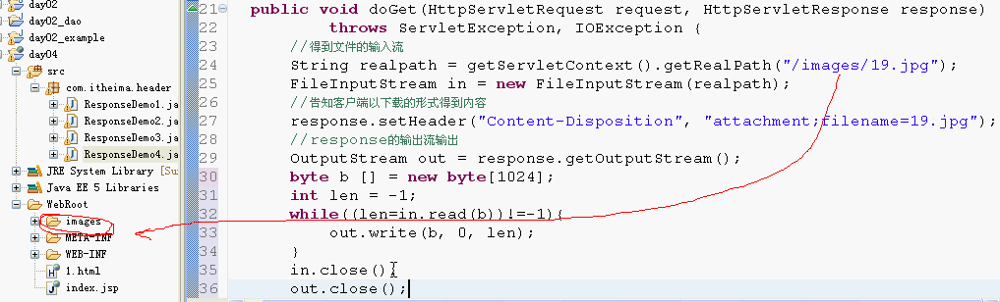 day02
day02_dao
day02_example
day04
src
com.itheima.header
ResponseDemo1.ja
ResponseDemo2.ja
ResponseDemo3.ja
ResponseDemo4.ja
JRE System Library [Su
Java EE 5 Libraries
WebRoot
images
META-INF
WEB-INF
1.html
index.jsp
21 public void doGet(HttpServletRequest request, HttpServletResponse response)
22 throws ServletException, IOException {
23 //得到文件的输入流
24 String realpath = getServletContext().getRealPath("/images/19.jpg");
25 FileInputStream in = new FileInputStream(realpath);
26 //告知客户端以下载的形式得到内容
27 response.setHeader("Content-Disposition", "attachment;filename=19.jpg");
28 //response的输出流输出
29 OutputStream out = response.getOutputStream();
30 byte b [] = new byte[1024];
31 int len = -1;
32 while((len=in.read(b))!=-1){
33 out.write(b, 0, len);
34 }
35 in.close();
36 out.close();